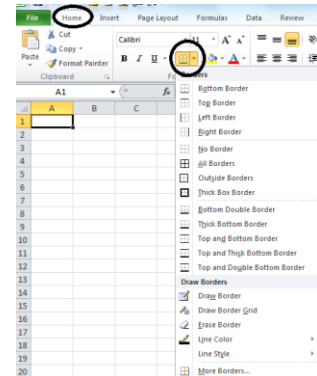 File Home Insert Page Layout Formulas Data Review
Cut
Copy
Paste
Format Painter
Clipboard
Calibri 11 A A
B I U A
A1 fx
Borders
A B C
Bottom Border
Top Border
Left Border
Right Border
No Border
All Borders
Outside Borders
Thick Box Border
Bottom Double Border
Thick Bottom Border
Top and Bottom Border
Top and Thick Bottom Border
Top and Double Bottom Border
Draw Borders
Draw Border
Draw Border Grid
Erase Border
Line Color
Line Style
More Borders...
1
2
3
4
5
6
7
8
9
10
11
12
13
14
15
16
17
18
19
20